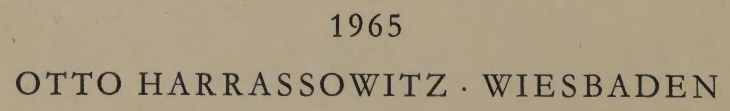 1965
OTTO HARRASSOWITZ · WIESBADEN